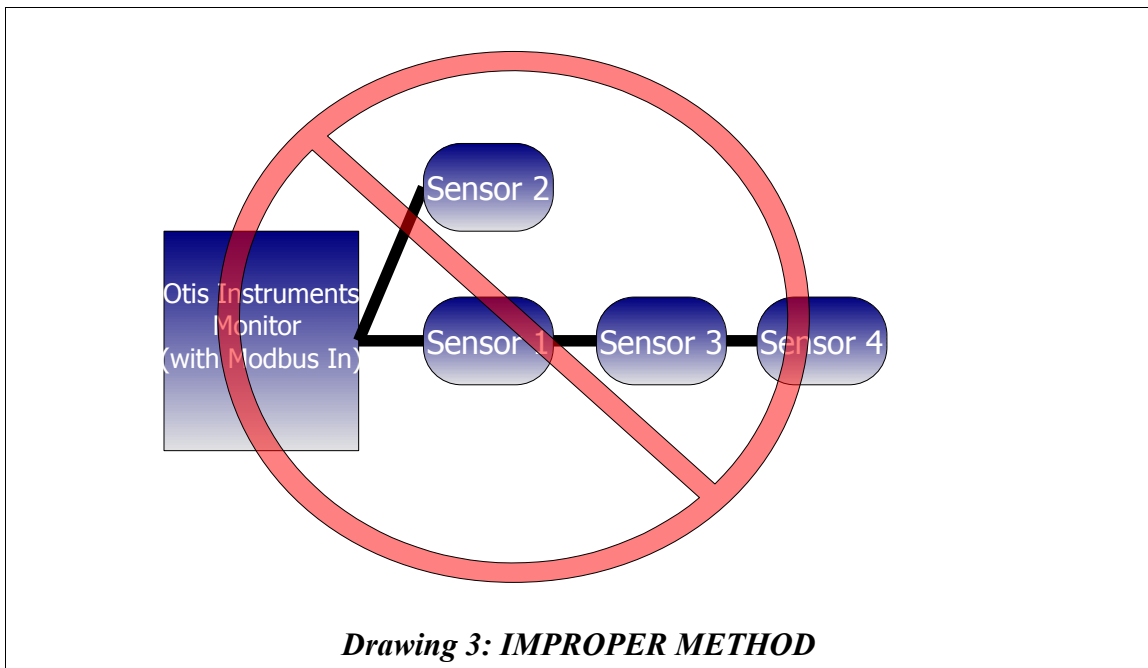 Sensor 2
Otis Instruments
Monitor
(with Modbus In)
Sensor 1
Sensor 3
Sensor 4
Drawing 3: IMPROPER METHOD